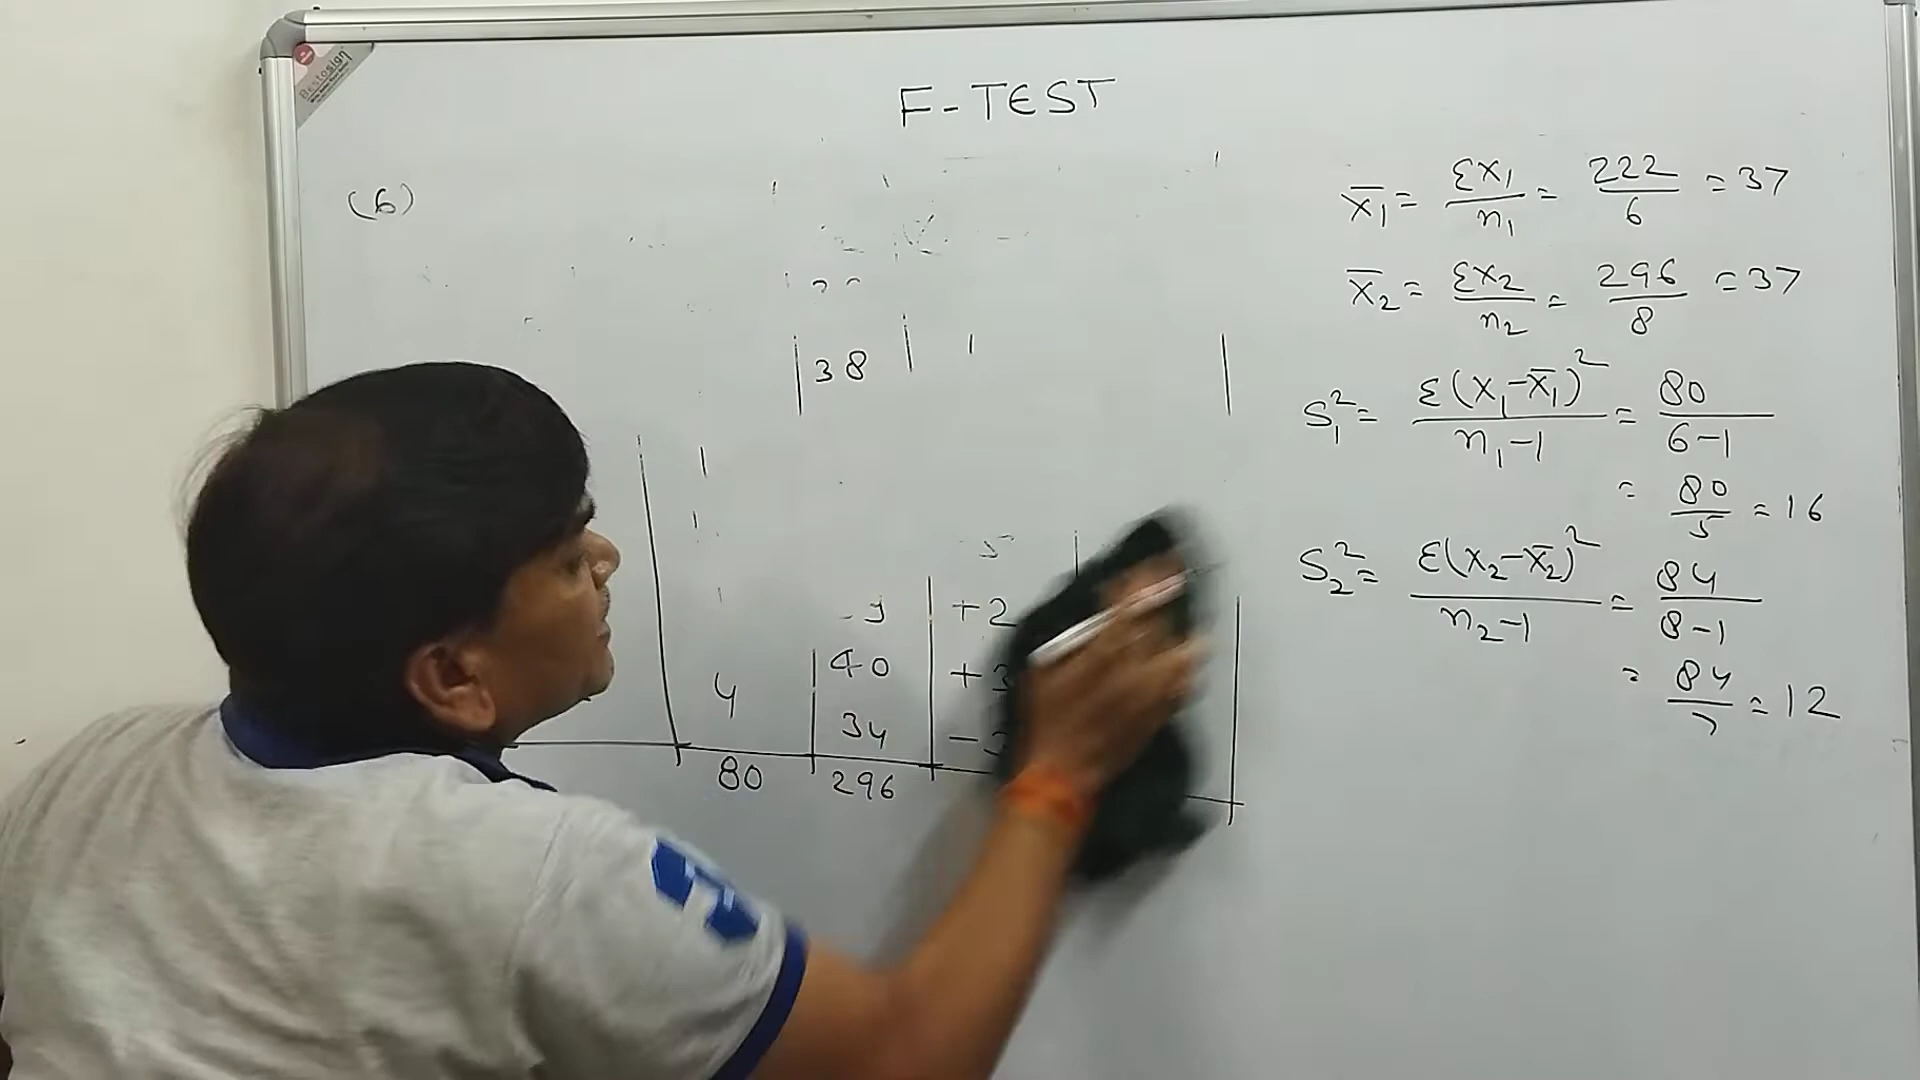 Bestosign
F-TEST
(6)
38
+2
40 +3
4 34
80 296
x̄₁ = Σx₁/n₁ = 222/6 = 37
x̄₂ = Σx₂/n₂ = 296/8 = 37
S₁² = Σ(x₁-x̄₁)²/n₁-1 = 80/6-1
= 80/5 = 16
S₂² = Σ(x₂-x̄₂)²/n₂-1 = 84/8-1
= 84/7 = 12